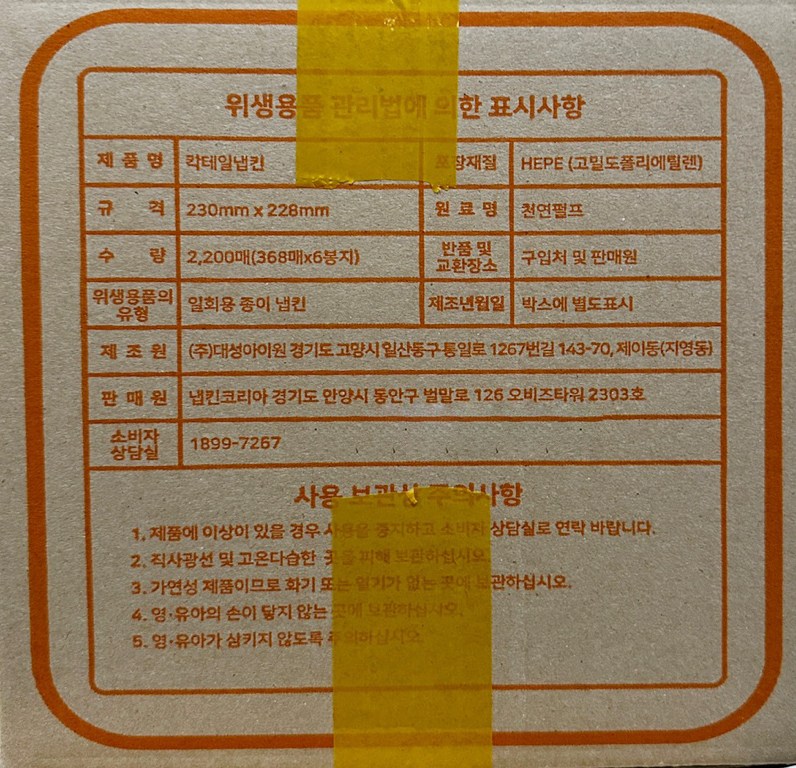 위생용품 관리법에 의한 표시사항
제 품 명 칵테일냅킨 포장재질 HEPE (고밀도폴리에틸렌)
규 격 230mm x 228mm 원 료 명 천연펄프
수 량 2,200매(368매x6봉지) 반품 및 교환장소 구입처 및 판매원
위생용품의 유형 일회용 종이 냅킨 제조년월일 박스에 별도표시
제 조 원 (주)대성아이원 경기도 고양시 일산동구 통일로 1267번길 143-70, 제이동(지영동)
판 매 원 냅킨코리아 경기도 안양시 동안구 벌말로 126 오비즈타워 2303호
소비자 상담실 1899-7267
사용 보관상 주의사항
1. 제품에 이상이 있을 경우 사용을 중지하고 소비자 상담실로 연락 바랍니다.
2. 직사광선 및 고온다습한 곳을 피해 보관하십시오.
3. 가연성 제품이므로 화기 또는 열기가 없는 곳에 보관하십시오.
4. 영·유아의 손이 닿지 않는 곳에 보관하십시오.
5. 영·유아가 삼키지 않도록 주의하십시오.